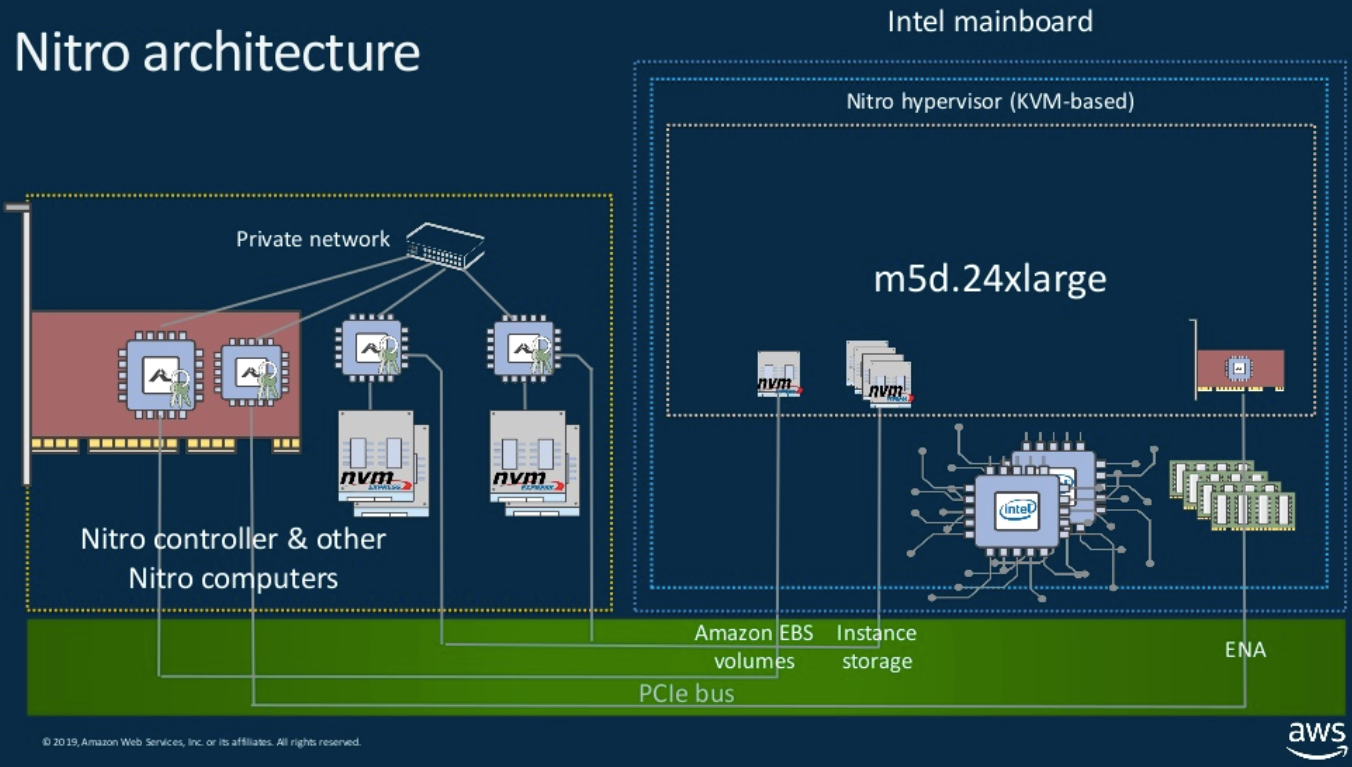 Nitro architecture
Intel mainboard
Nitro hypervisor (KVM-based)
Private network
m5d.24xlarge
nvm
nvm
nvm
EXPRESS
nvm
EXPRESS
intel
Nitro controller & other
Nitro computers
Amazon EBS
volumes
Instance
storage
ENA
PCIe bus
© 2019, Amazon Web Services, Inc. or its affiliates. All rights reserved.
aws